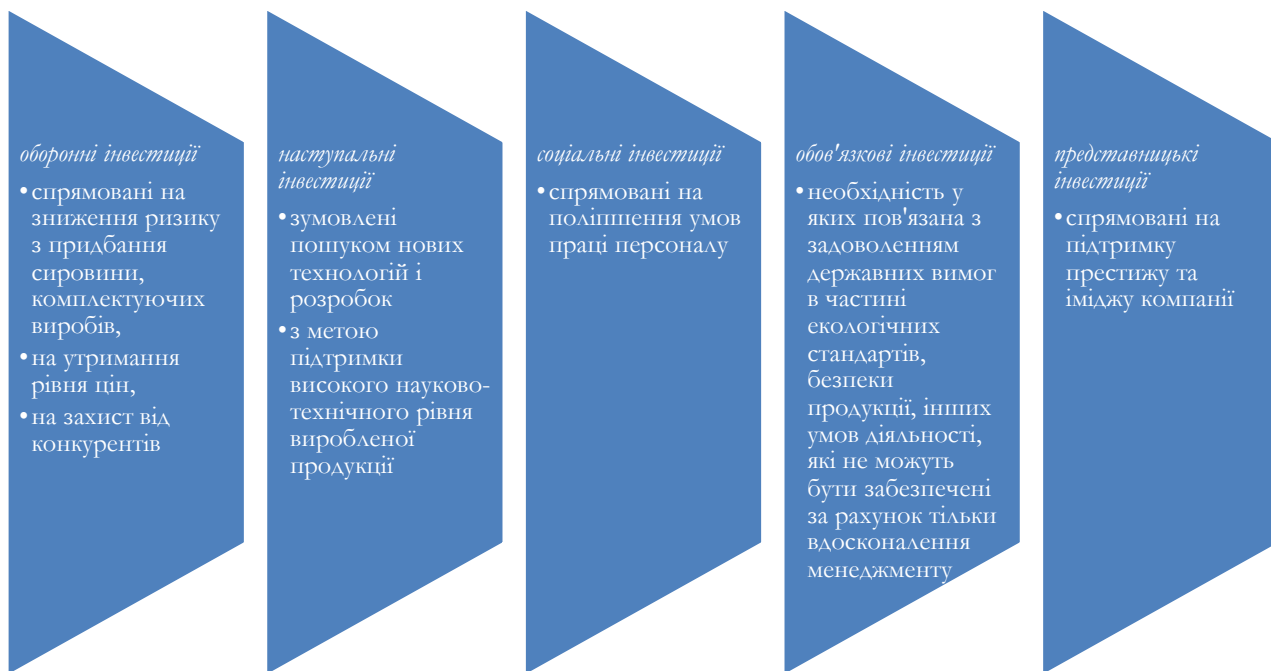 оборонні інвестиції
• спрямовані на
зниження ризику
з придбання
сировини,
комплектуючих
виробів,
• на утримання
рівня цін,
• на захист від
конкурентів
наступальні
інвестиції
• зумовлені
пошуком нових
технологій і
розробок
• з метою
підтримки
високого науково-
технічного рівня
виробленої
продукції
соціальні інвестиції
• спрямовані на
поліпшення умов
праці персоналу
обов'язкові інвестиції
• необхідність у
яких пов'язана з
задоволенням
державних вимог
в частині
екологічних
стандартів,
безпеки
продукції, інших
умов діяльності,
які не можуть
бути забезпечені
за рахунок тільки
вдосконалення
менеджменту
представницькі
інвестиції
• спрямовані на
підтримку
престижу та
іміджу компанії